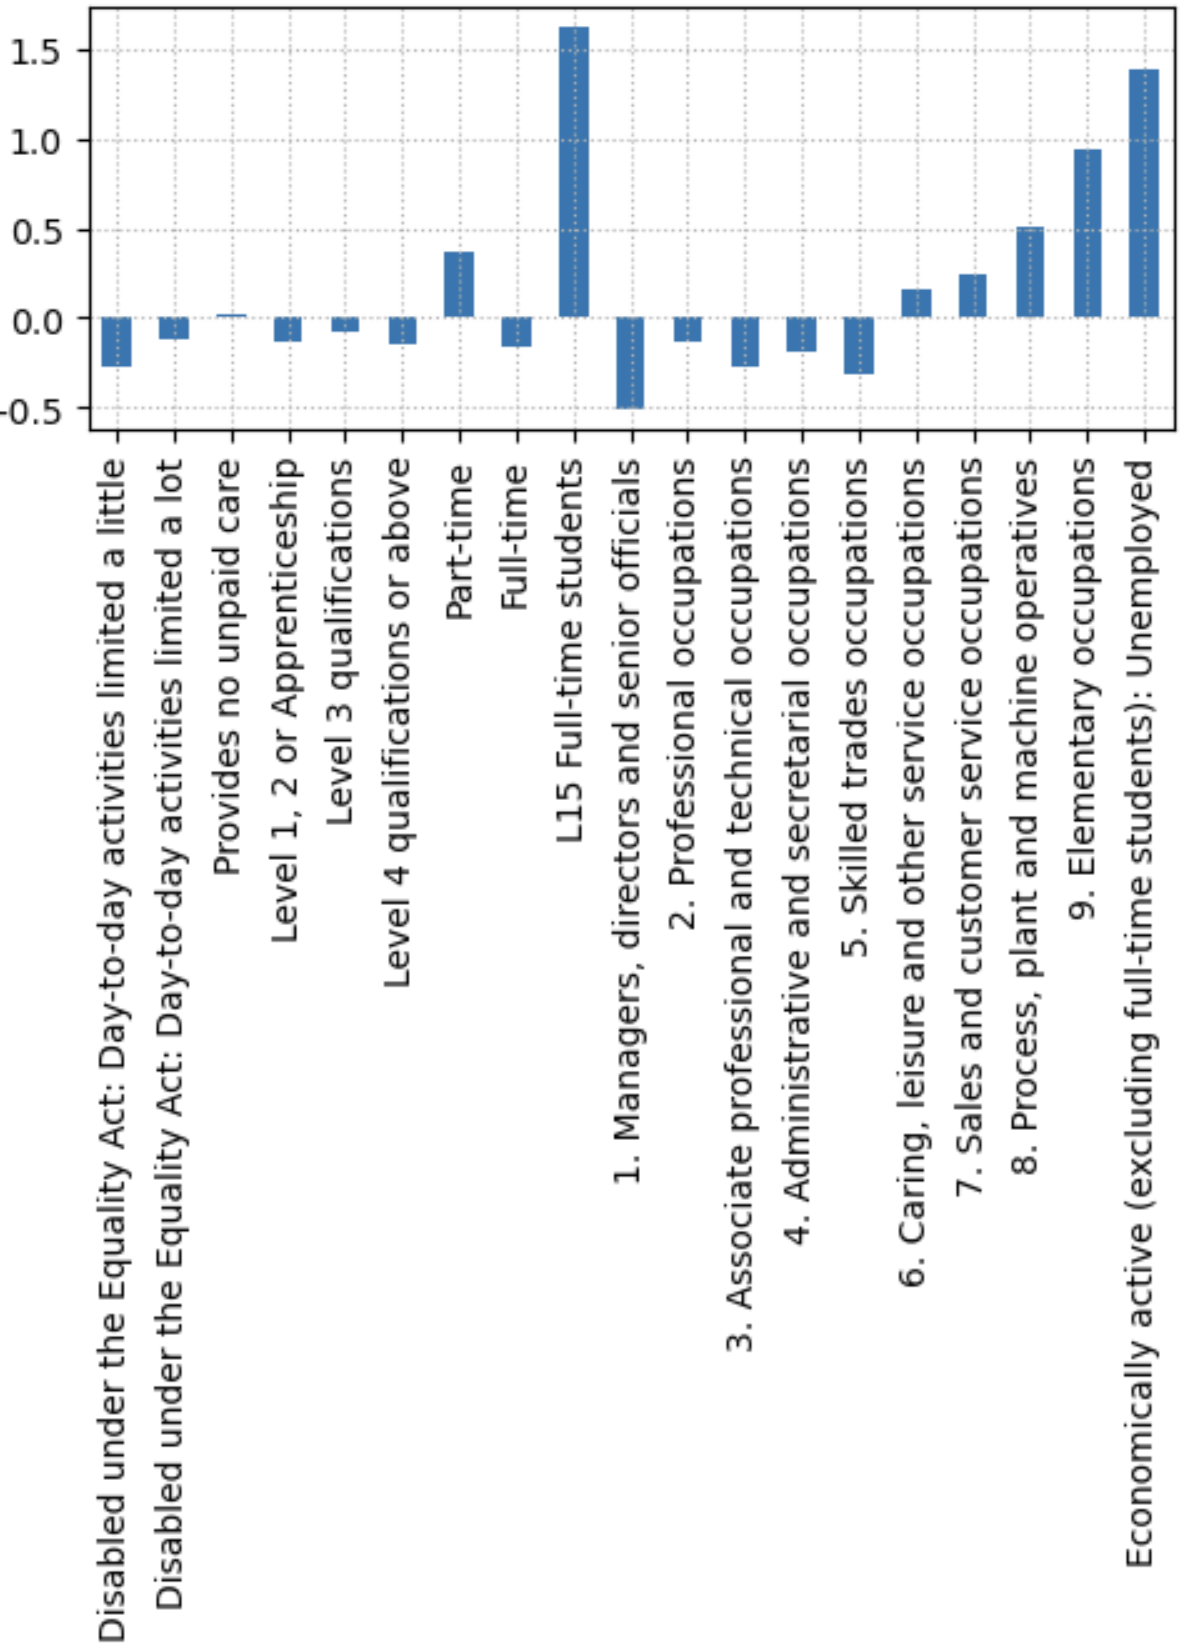 1.5
1.0
0.5
0.0
-0.5
Disabled under the Equality Act: Day-to-day activities limited a little
Disabled under the Equality Act: Day-to-day activities limited a lot
Provides no unpaid care
Level 1, 2 or Apprenticeship
Level 3 qualifications
Level 4 qualifications or above
Part-time
Full-time
L15 Full-time students
1. Managers, directors and senior officials
2. Professional occupations
3. Associate professional and technical occupations
4. Administrative and secretarial occupations
5. Skilled trades occupations
6. Caring, leisure and other service occupations
7. Sales and customer service occupations
8. Process, plant and machine operatives
9. Elementary occupations
Economically active (excluding full-time students): Unemployed